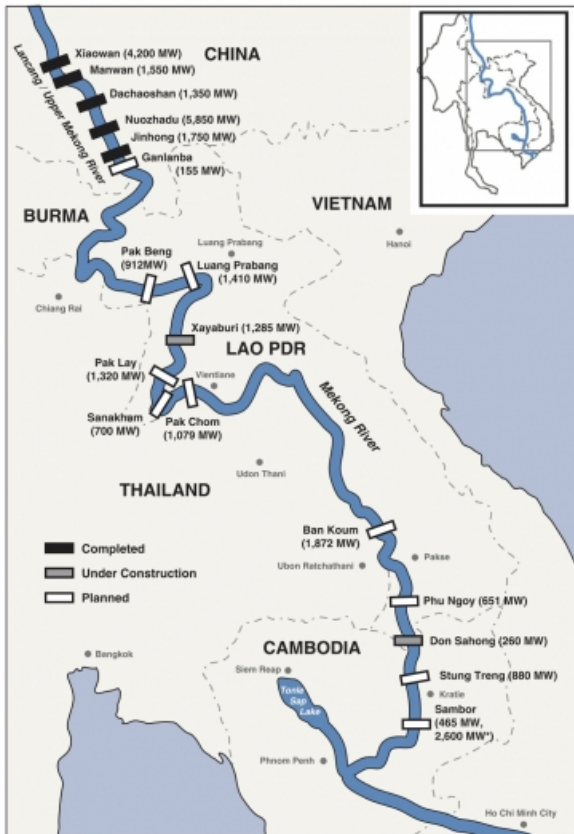 Xiaowan (4,200 MW)
CHINA
Manwan (1,550 MW)
Lancang / Upper Mekong River
Dachaoshan (1,350 MW)
Nuozhadu (5,850 MW)
Jinhong (1,750 MW)
Ganlanba
(155 MW)
BURMA
VIETNAM
Hanoi
Luang Prabang
Pak Beng
(912MW)
Luang Prabang
(1,410 MW)
Chiang Rai
Xayaburi (1,285 MW)
LAO PDR
Pak Lay
(1,320 MW)
Vientiane
Mekong River
Sanakham
(700 MW)
Pak Chom
(1,079 MW)
Udon Thani
THAILAND
Ban Koum
(1,872 MW)
Completed
Under Construction
Planned
Ubon Ratchathani
Pakse
Phu Ngoy (651 MW)
Don Sahong (260 MW)
CAMBODIA
Bangkok
Siem Reap
Stung Treng (880 MW)
Tonle
Sap
Lake
Kratie
Sambor
(465 MW,
2,600 MW*)
Phnom Penh
Ho Chi Minh City